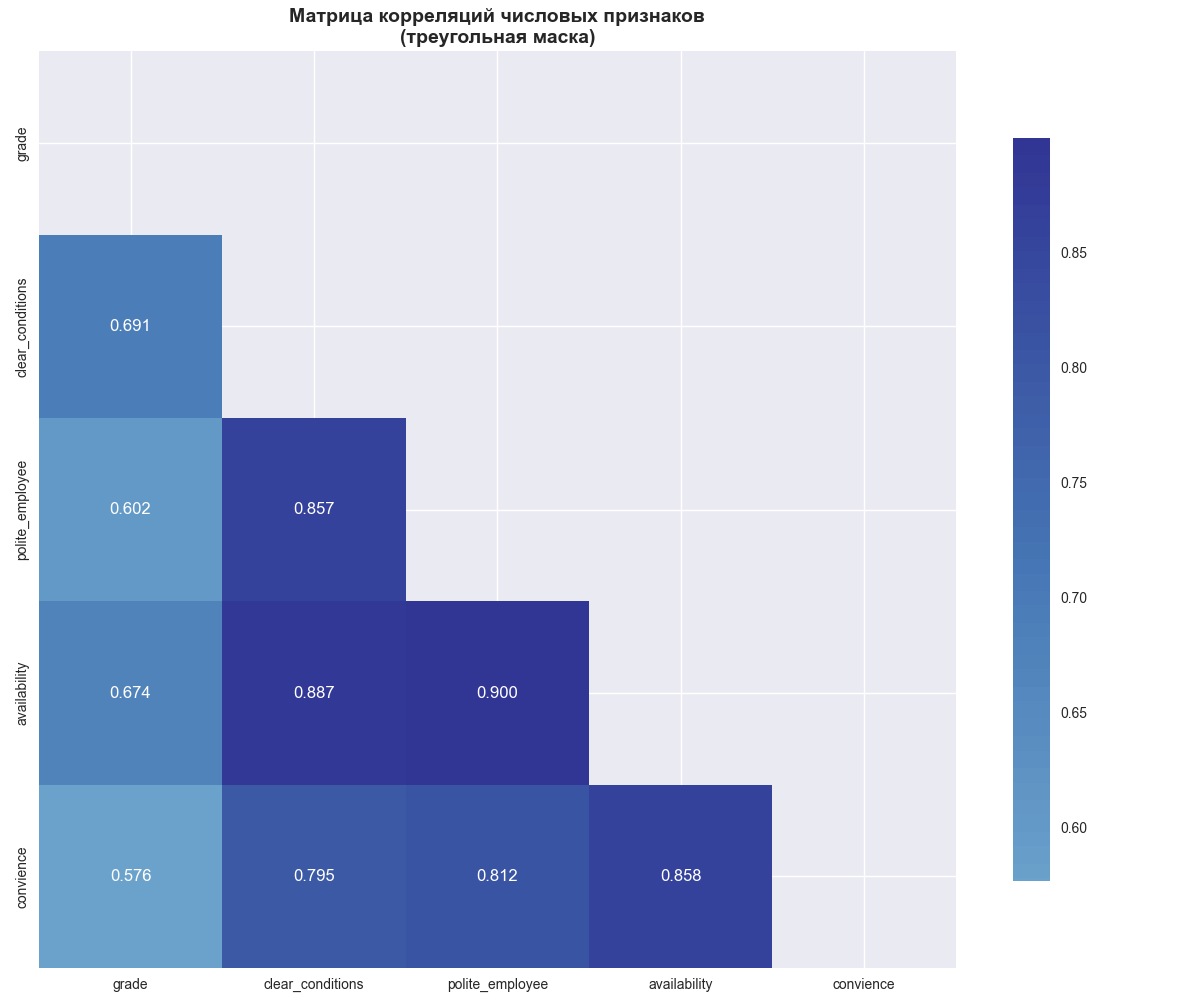 Матрица корреляций числовых признаков
(треугольная маска)
grade
clear_conditions
polite_employee
availability
convience
0.691
0.602 0.857
0.674 0.887 0.900
0.576 0.795 0.812 0.858
grade clear_conditions polite_employee availability convience
0.85
0.80
0.75
0.70
0.65
0.60